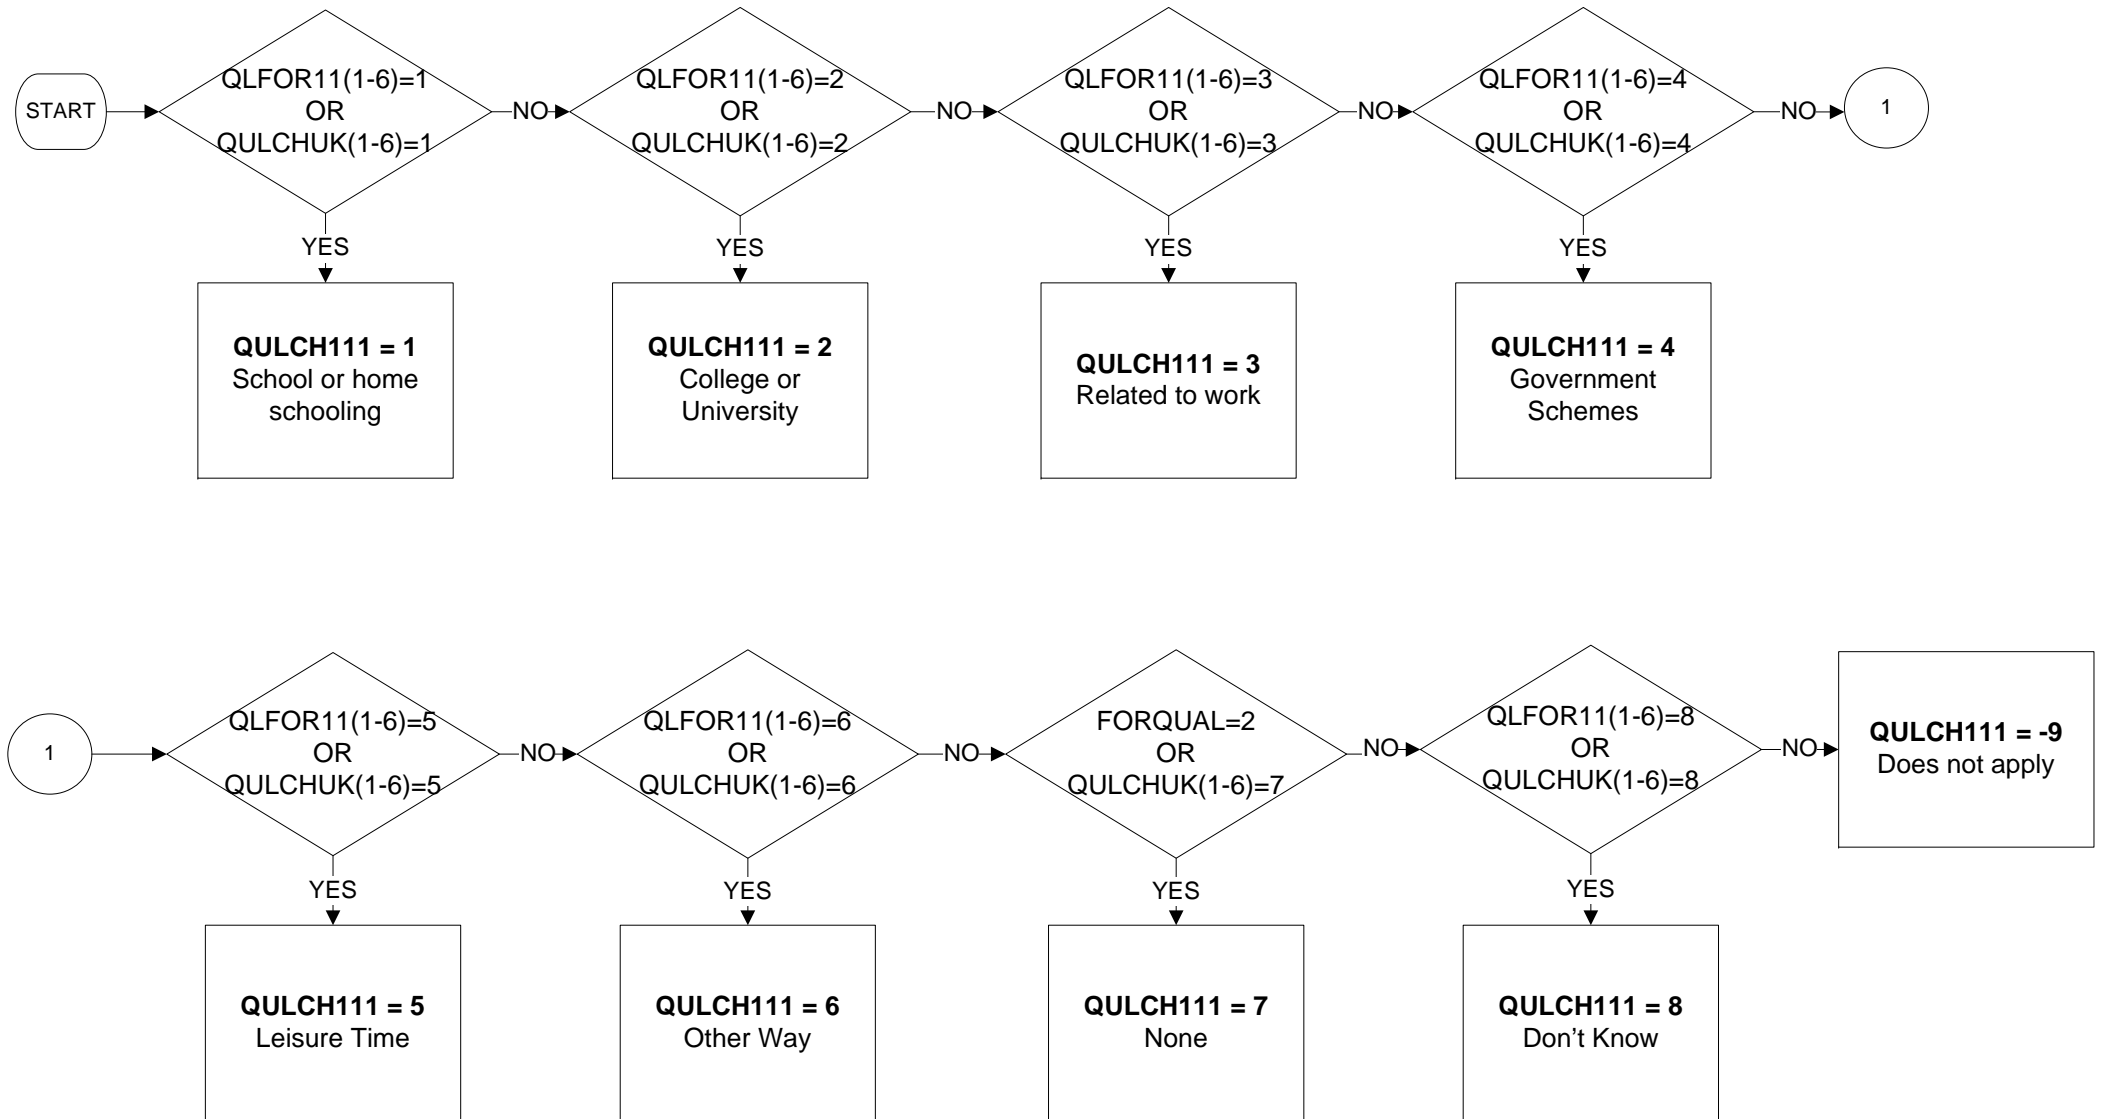 START
QLFOR11(1-6)=1
OR
QULCHUK(1-6)=1
NO
QLFOR11(1-6)=2
OR
QULCHUK(1-6)=2
NO
QLFOR11(1-6)=3
OR
QULCHUK(1-6)=3
NO
QLFOR11(1-6)=4
OR
QULCHUK(1-6)=4
NO
1
YES
YES
YES
YES
QULCH111 = 1
School or home
schooling
QULCH111 = 2
College or
University
QULCH111 = 3
Related to work
QULCH111 = 4
Government
Schemes
1
QLFOR11(1-6)=5
OR
QULCHUK(1-6)=5
NO
QLFOR11(1-6)=6
OR
QULCHUK(1-6)=6
NO
FORQUAL=2
OR
QULCHUK(1-6)=7
NO
QLFOR11(1-6)=8
OR
QULCHUK(1-6)=8
NO
QULCH111 = -9
Does not apply
YES
YES
YES
YES
QULCH111 = 5
Leisure Time
QULCH111 = 6
Other Way
QULCH111 = 7
None
QULCH111 = 8
Don’t Know